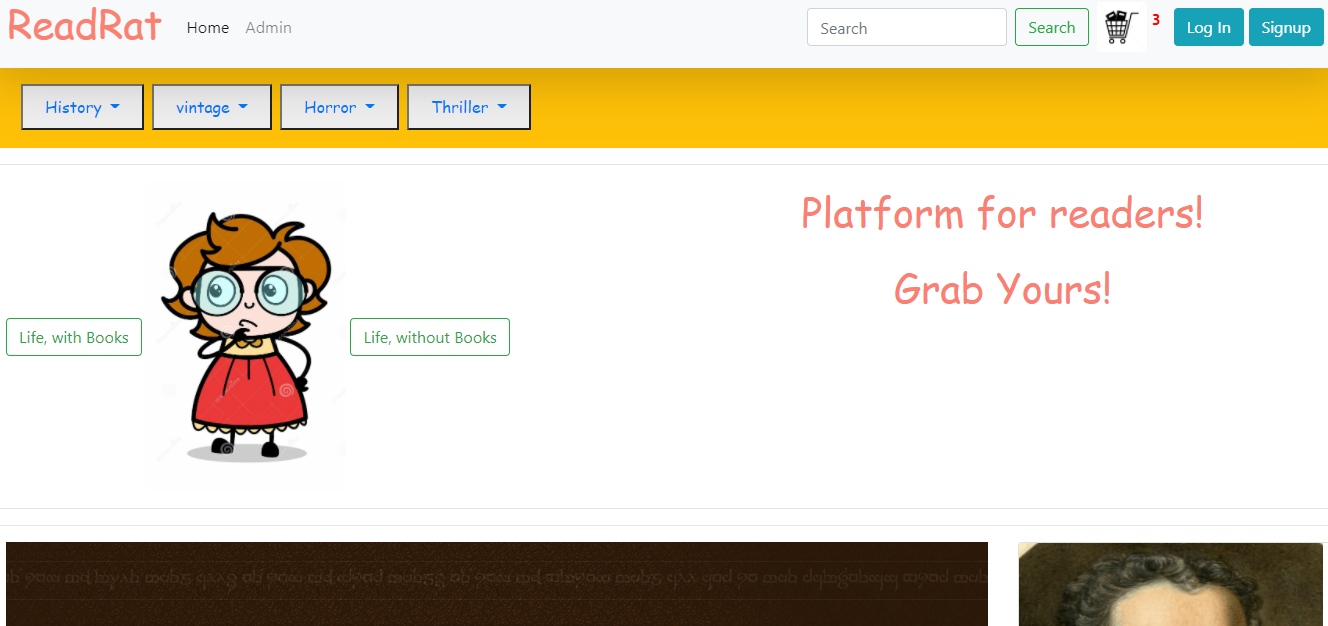 ReadRat Home Admin Search Search 3 Log In Signup
History vintage Horror Thriller
Platform for readers!
Grab Yours!
Life, with Books Life, without Books